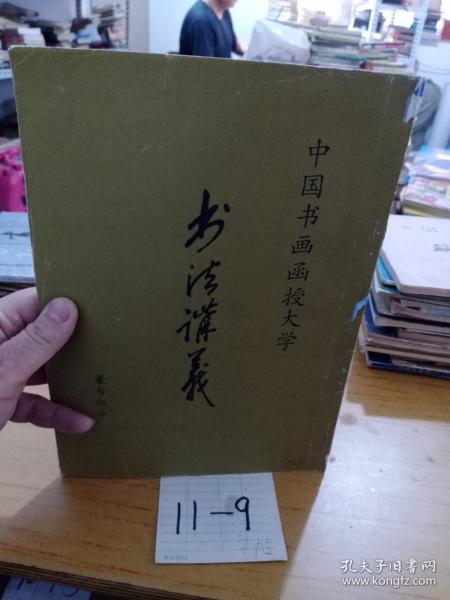 中国书画函授大学
书法讲義
篆书部分
11-9
孔夫子旧书网
www.kongfz.com